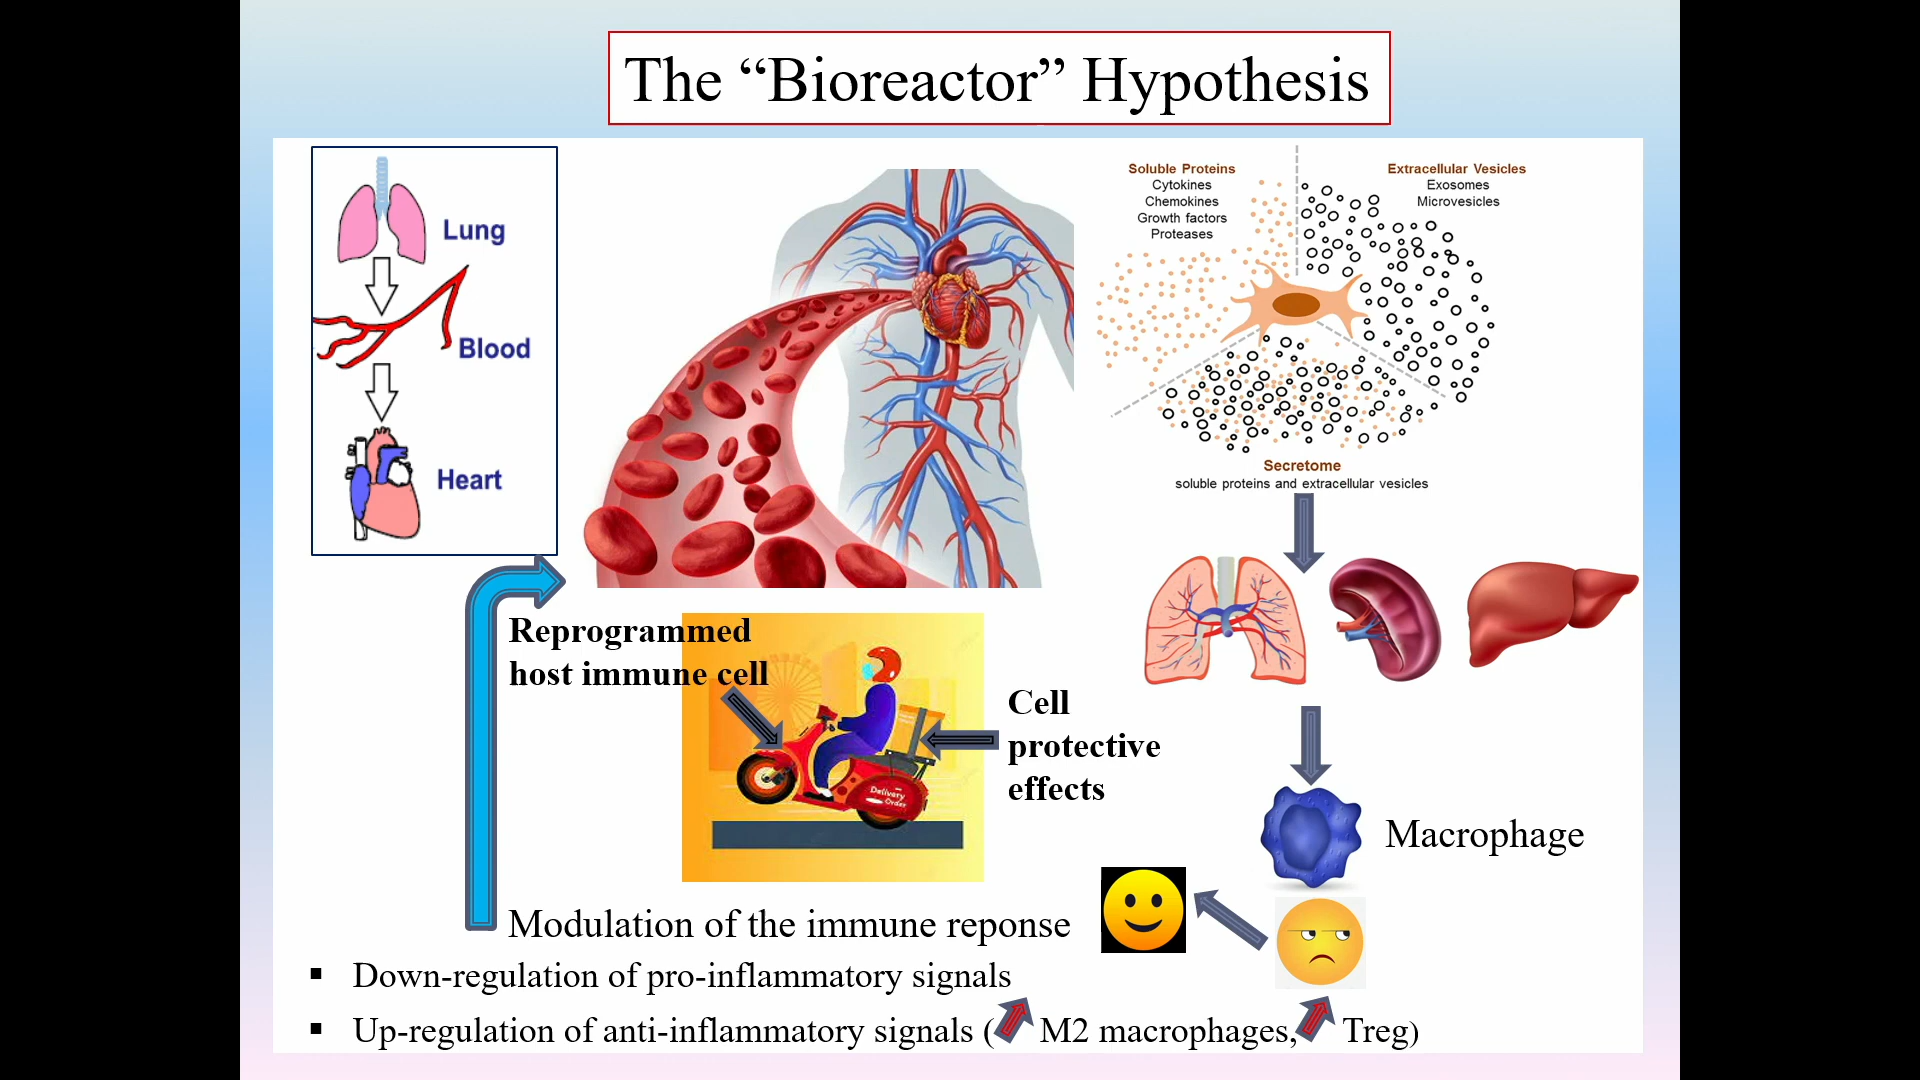 The “Bioreactor” Hypothesis
Lung
Blood
Heart
Soluble Proteins
Cytokines
Chemokines
Growth factors
Proteases
Extracellular Vesicles
Exosomes
Microvesicles
Secretome
soluble proteins and extracellular vesicles
Reprogrammed
host immune cell
Cell
protective
effects
Delivery
Order
Macrophage
Modulation of the immune reponse
▪ Down-regulation of pro-inflammatory signals
▪ Up-regulation of anti-inflammatory signals ( M2 macrophages, Treg)